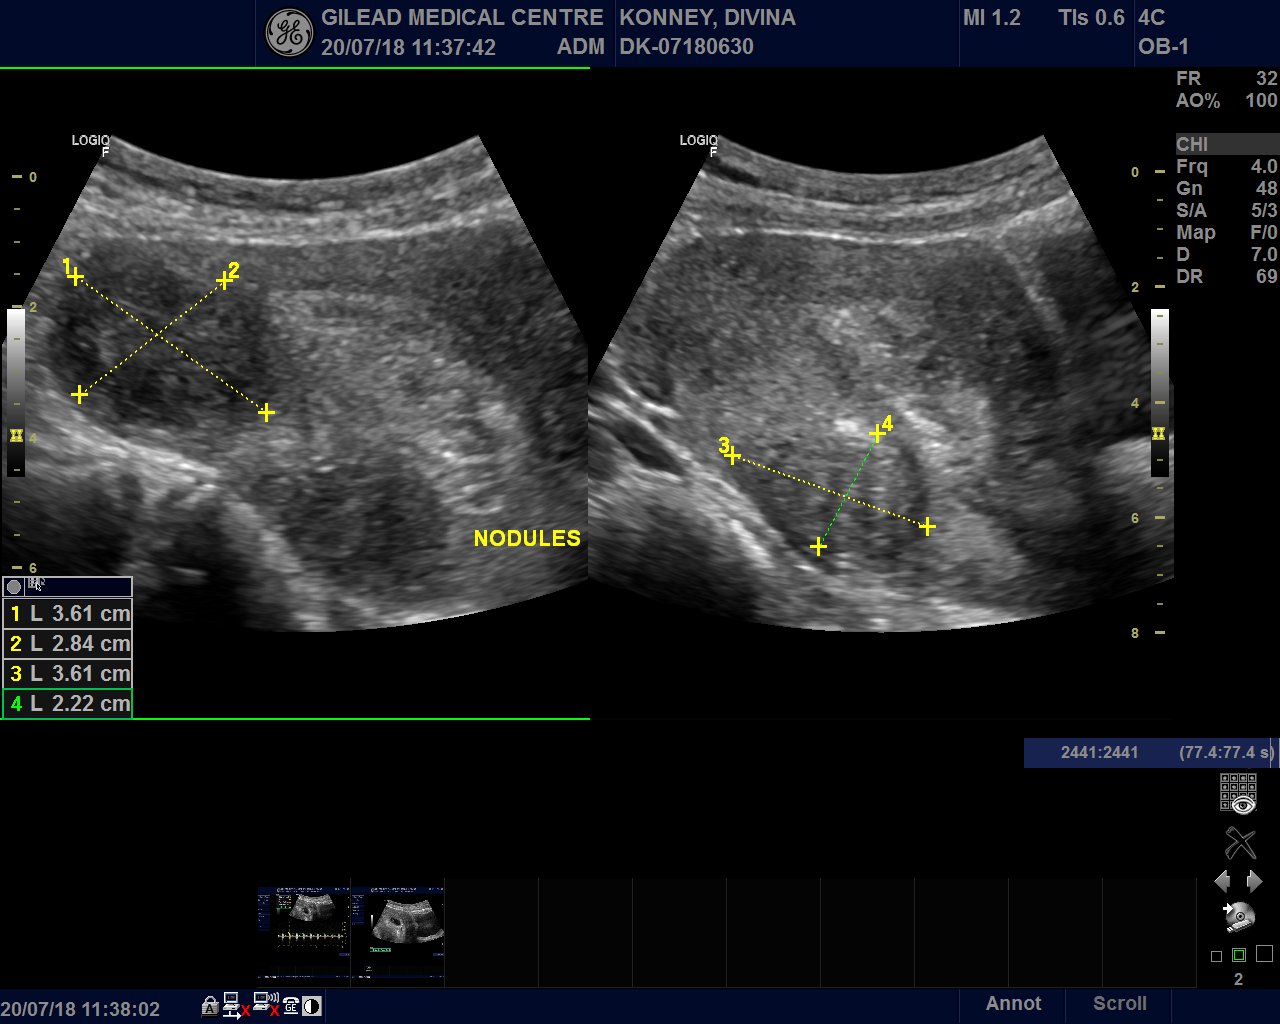 GILEAD MEDICAL CENTRE
20/07/18 11:37:42 ADM
KONNEY, DIVINA
DK-07180630
MI 1.2 TIs 0.6
4C
OB-1
FR 32
AO% 100
CHI
Frq 4.0
Gn 48
S/A 5/3
Map F/0
D 7.0
DR 69
LOGIQ
F
0
2
4
6
1
2
NODULES
LOGIQ
F
0
2
4
6
8
3
4
1 L 3.61 cm
2 L 2.84 cm
3 L 3.61 cm
4 L 2.22 cm
2441:2441 (77.4:77.4 s)
2
20/07/18 11:38:02
Annot
Scroll